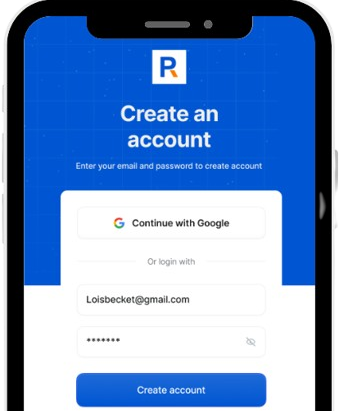 R
Create an
account
Enter your email and password to create account
Continue with Google
Or login with
Loisbecket@gmail.com
*******
Create account